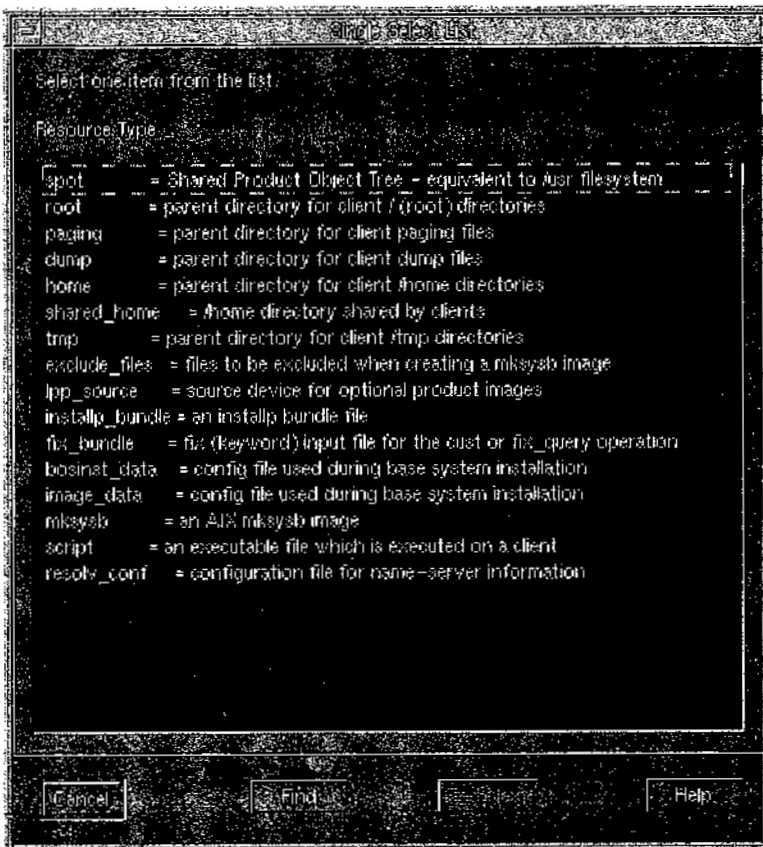 Single Select List
Select one item from the list.
Resource Type
spot = Shared Product Object Tree - equivalent to /usr filesystem
root = parent directory for client / (root) directories
paging = parent directory for client paging files
dump = parent directory for client dump files
home = parent directory for client /home directories
shared_home = /home directory shared by clients
tmp = parent directory for client /tmp directories
exclude_files = files to be excluded when creating a mksysb image
lpp_source = source device for optional product images
installp_bundle = an installp bundle file
fix_bundle = fix (keyword) input file for the cust or fix_query operation
bosinst_data = config file used during base system installation
image_data = config file used during base system installation
mksysb = an AIX mksysb image
script = an executable file which is executed on a client
resolv_conf = configuration file for name-server information
Cancel Find Help